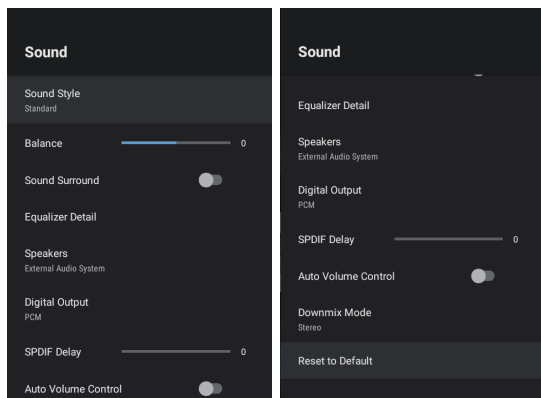 Sound
Sound Style
Standard
Balance 0
Sound Surround
Equalizer Detail
Speakers
External Audio System
Digital Output
PCM
SPDIF Delay 0
Auto Volume Control
Sound
Equalizer Detail
Speakers
External Audio System
Digital Output
PCM
SPDIF Delay 0
Auto Volume Control
Downmix Mode
Stereo
Reset to Default